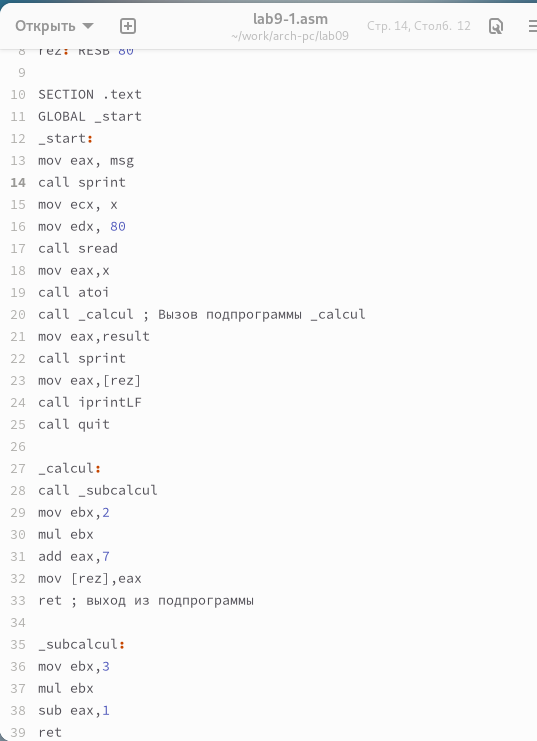 Открыть
lab9-1.asm
~/work/arch-pc/lab09
Стр. 14, Столб. 12
8 rez: RESB 80
9
10 SECTION .text
11 GLOBAL _start
12 _start:
13 mov eax, msg
14 call sprint
15 mov ecx, x
16 mov edx, 80
17 call sread
18 mov eax,x
19 call atoi
20 call _calcul ; Вызов подпрограммы _calcul
21 mov eax,result
22 call sprint
23 mov eax,[rez]
24 call iprintLF
25 call quit
26
27 _calcul:
28 call _subcalcul
29 mov ebx,2
30 mul ebx
31 add eax,7
32 mov [rez],eax
33 ret ; выход из подпрограммы
34
35 _subcalcul:
36 mov ebx,3
37 mul ebx
38 sub eax,1
39 ret